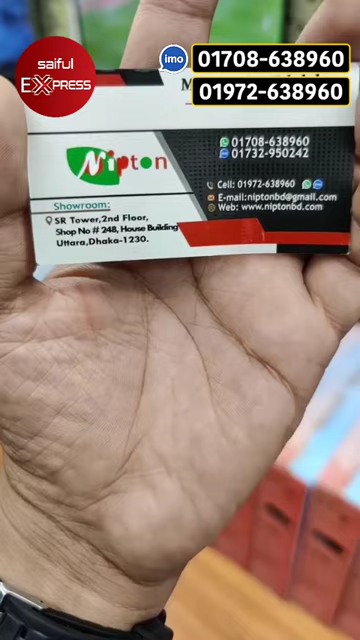 saiful
EXPRESS
imo
01708-638960
01972-638960
Nipton
01708-638960
01732-950242
Cell: 01972-638960
E-mail:niptonbd@gmail.com
Web: www.niptonbd.com
Showroom:
SR Tower,2nd Floor,
Shop No # 248, House Building
Uttara,Dhaka-1230.